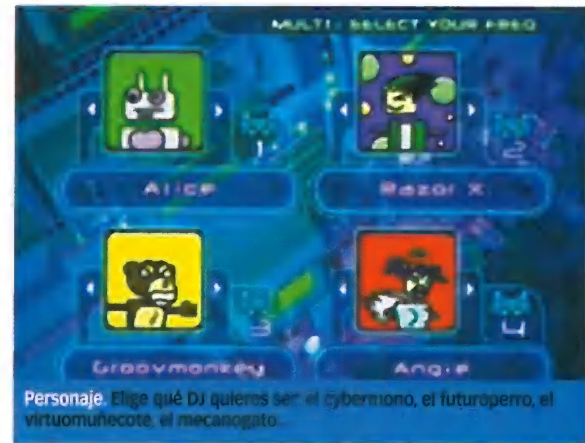 MULTI: SELECT YOUR FREQ
1
2
Alice
Razor X
3
4
Groovmonkey
Angie
Personaje. Elige qué DJ quieres ser: el cybermono, el futuroperro, el
virtuomuñecote, el mecanogato.